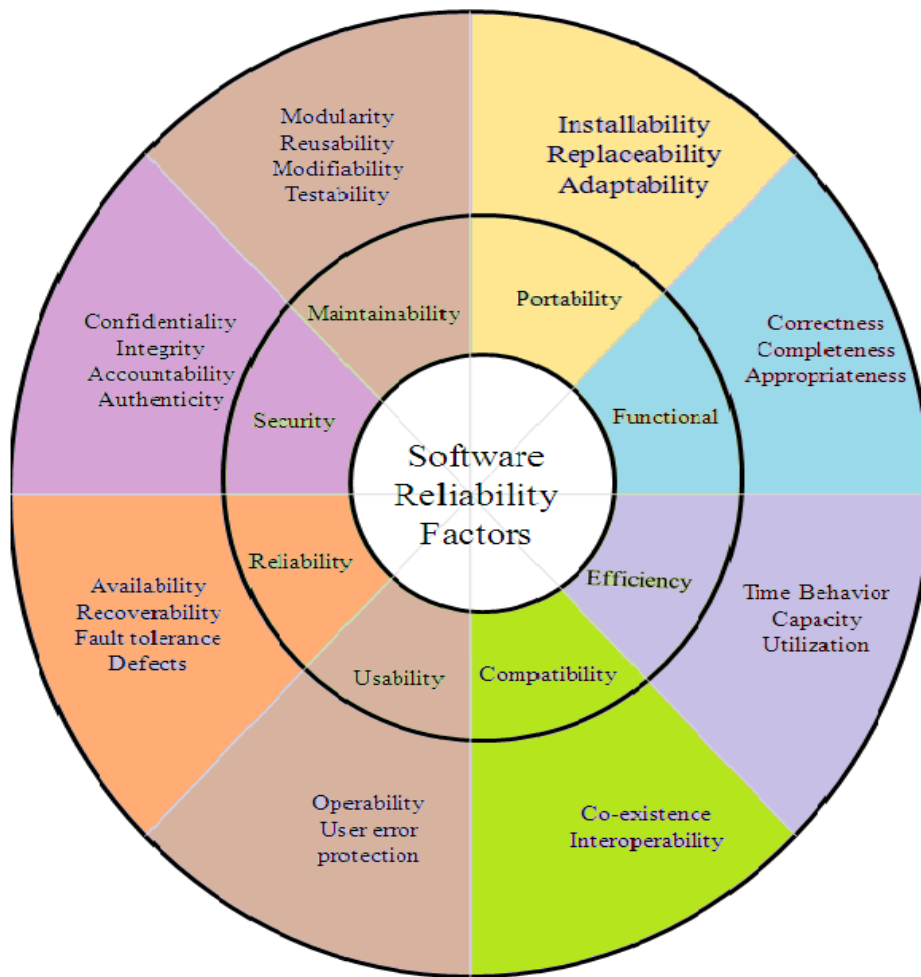 Modularity
Reusability
Modifiability
Testability
Installability
Replaceability
Adaptability
Maintainability
Portability
Confidentiality
Integrity
Accountability
Authenticity
Security
Functional
Correctness
Completeness
Appropriateness
Software
Reliability
Factors
Availability
Recoverability
Fault tolerance
Defects
Reliability
Efficiency
Time Behavior
Capacity
Utilization
Usability
Compatibility
Operability
User error
protection
Co-existence
Interoperability